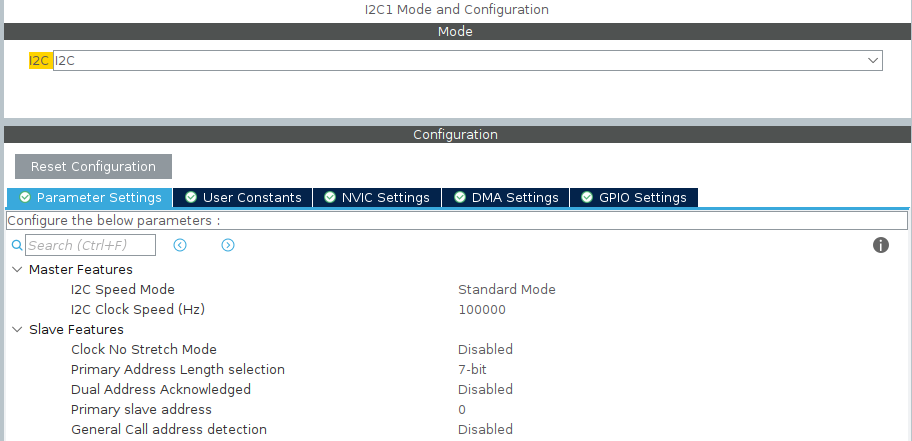 I2C1 Mode and Configuration
Mode
I2C I2C
Configuration
Reset Configuration
Parameter Settings User Constants NVIC Settings DMA Settings GPIO Settings
Configure the below parameters :
Search (Ctrl+F)
Master Features
I2C Speed Mode Standard Mode
I2C Clock Speed (Hz) 100000
Slave Features
Clock No Stretch Mode Disabled
Primary Address Length selection 7-bit
Dual Address Acknowledged Disabled
Primary slave address 0
General Call address detection Disabled